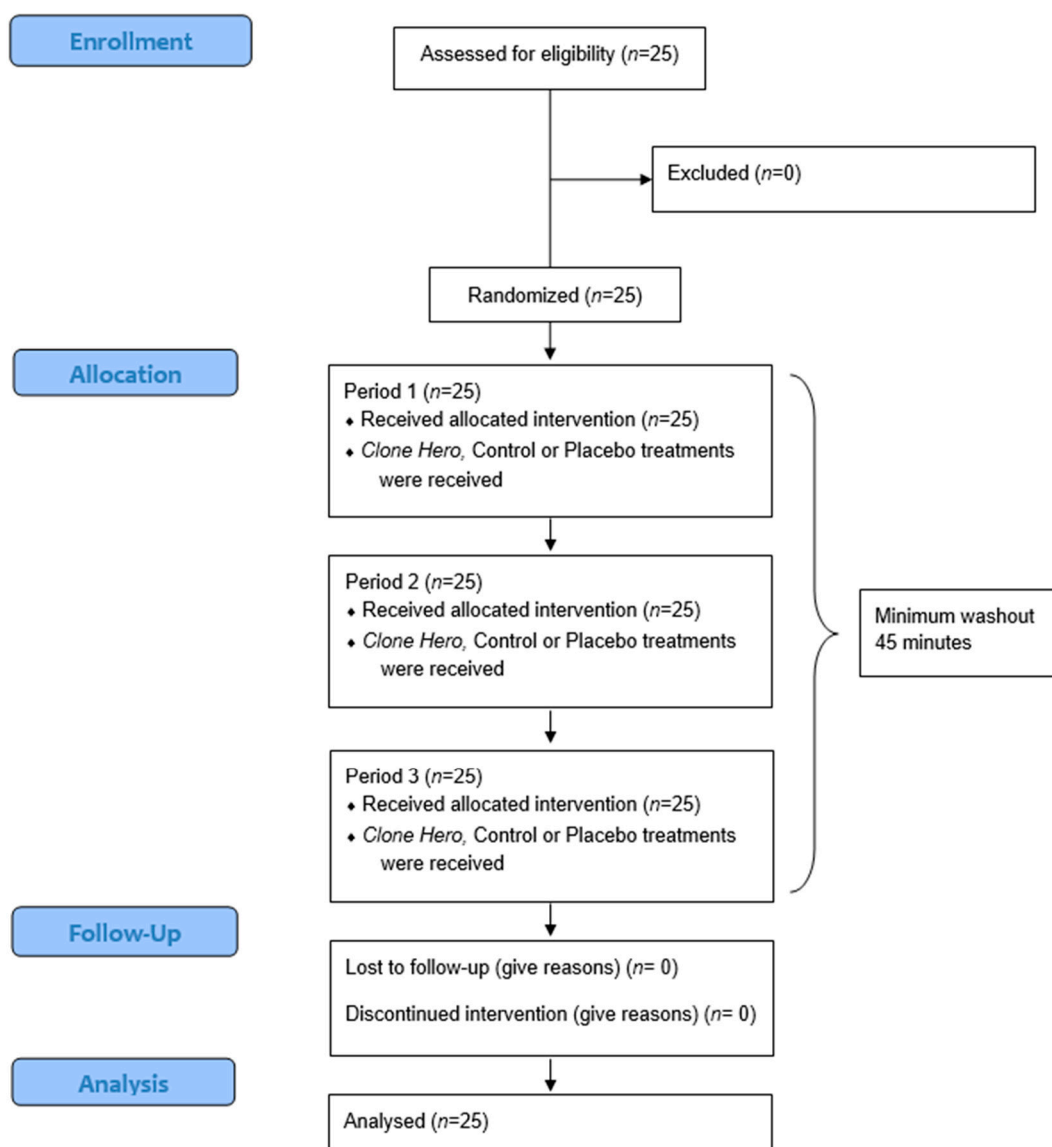 Enrollment
Assessed for eligibility (n=25)
Excluded (n=0)
Randomized (n=25)
Allocation
Period 1 (n=25)
♦ Received allocated intervention (n=25)
♦ Clone Hero, Control or Placebo treatments
were received
Period 2 (n=25)
♦ Received allocated intervention (n=25)
♦ Clone Hero, Control or Placebo treatments
were received
Minimum washout
45 minutes
Period 3 (n=25)
♦ Received allocated intervention (n=25)
♦ Clone Hero, Control or Placebo treatments
were received
Follow-Up
Lost to follow-up (give reasons) (n= 0)
Discontinued intervention (give reasons) (n= 0)
Analysis
Analysed (n=25)